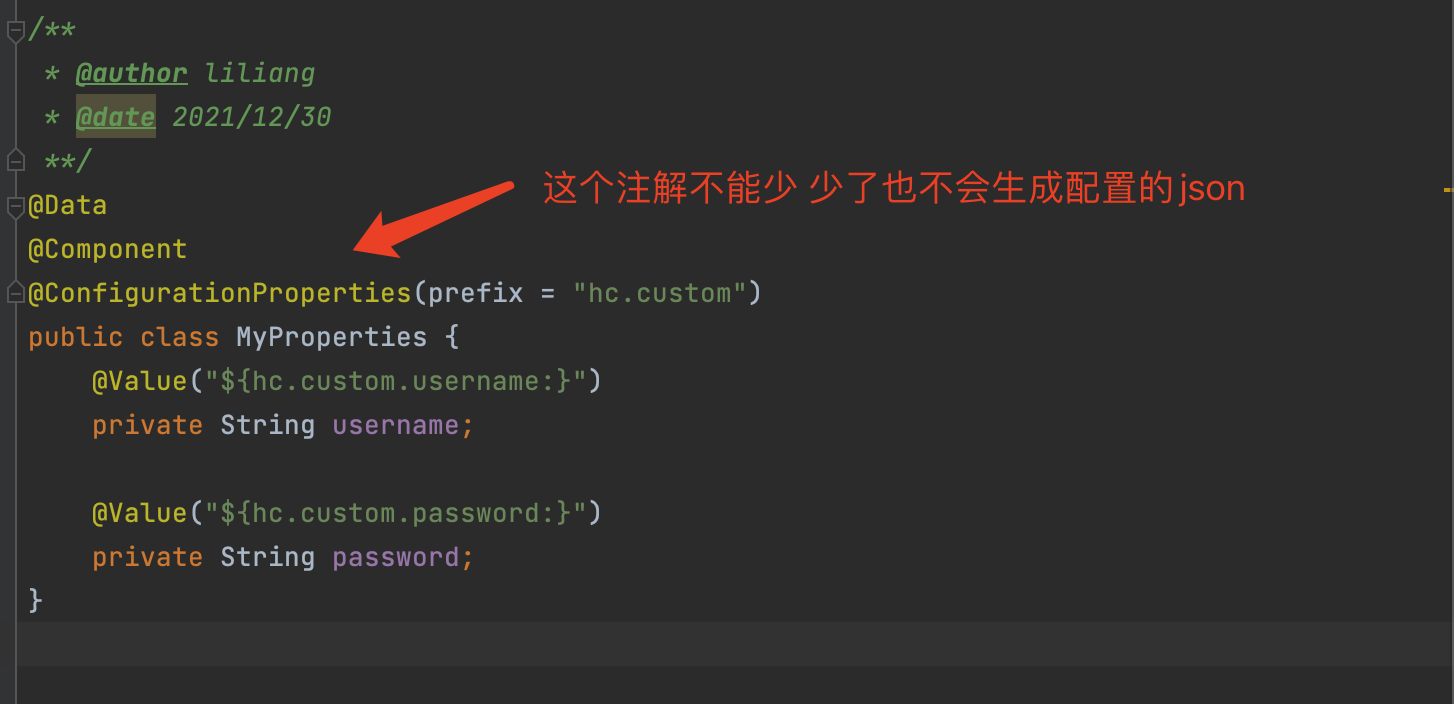 /**
 * @author liliang
 * @date 2021/12/30
 **/
这个注解不能少 少了也不会生成配置的json
@Data
@Component
@ConfigurationProperties(prefix = "hc.custom")
public class MyProperties {
    @Value("${hc.custom.username:}")
    private String username;
    @Value("${hc.custom.password:}")
    private String password;
}